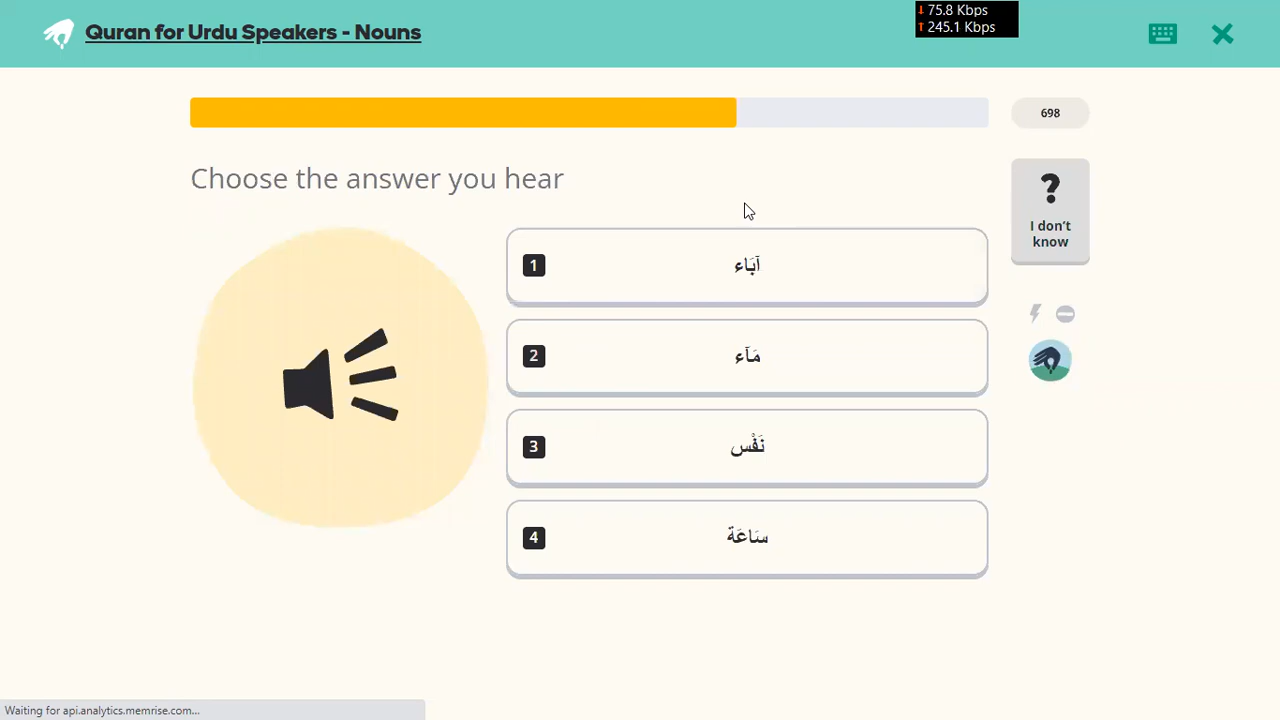 Quran for Urdu Speakers - Nouns
↓ 75.8 Kbps
↑ 245.1 Kbps
698
Choose the answer you hear
?
I don't
know
1 آبَاء
2 مَآء
3 نَفْس
4 سَاعَة
Waiting for api.analytics.memrise.com...